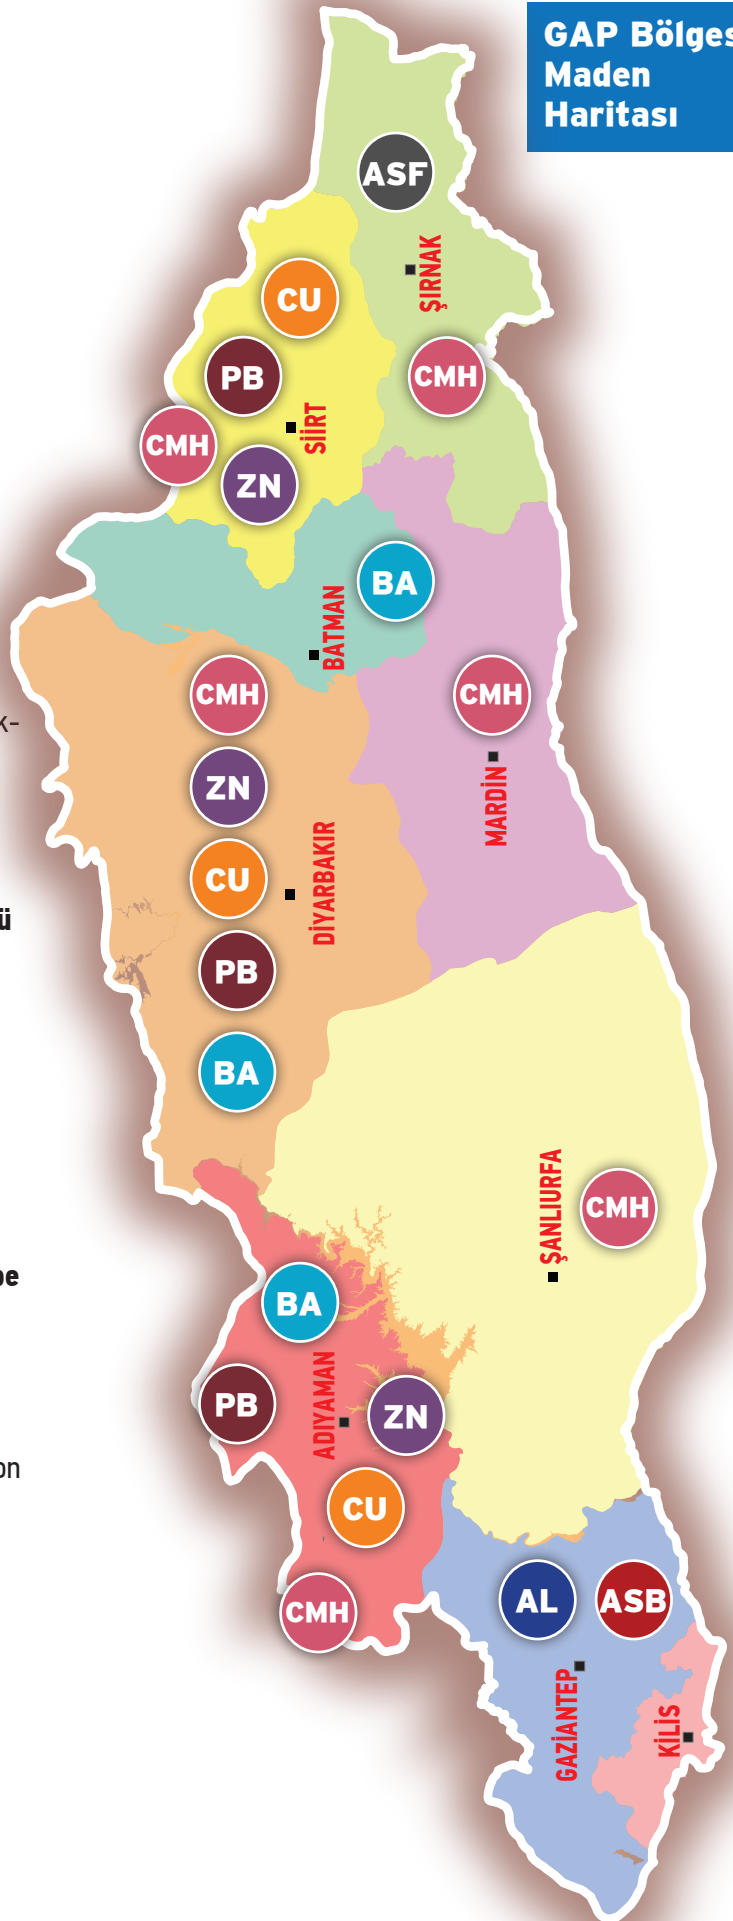 GAP Bölges
Maden
Haritası
ASF
ŞIRNAK
CU
PB
CMH
CMH
SİİRT
ZN
BA
BATMAN
CMH
CMH
k-
ZN
MARDİN
CU
DİYARBAKIR
ü
PB
BA
ŞANLIURFA
CMH
be
BA
ADIYAMAN
PB
ZN
on
CU
AL
ASB
CMH
GAZİANTEP
KİLİS